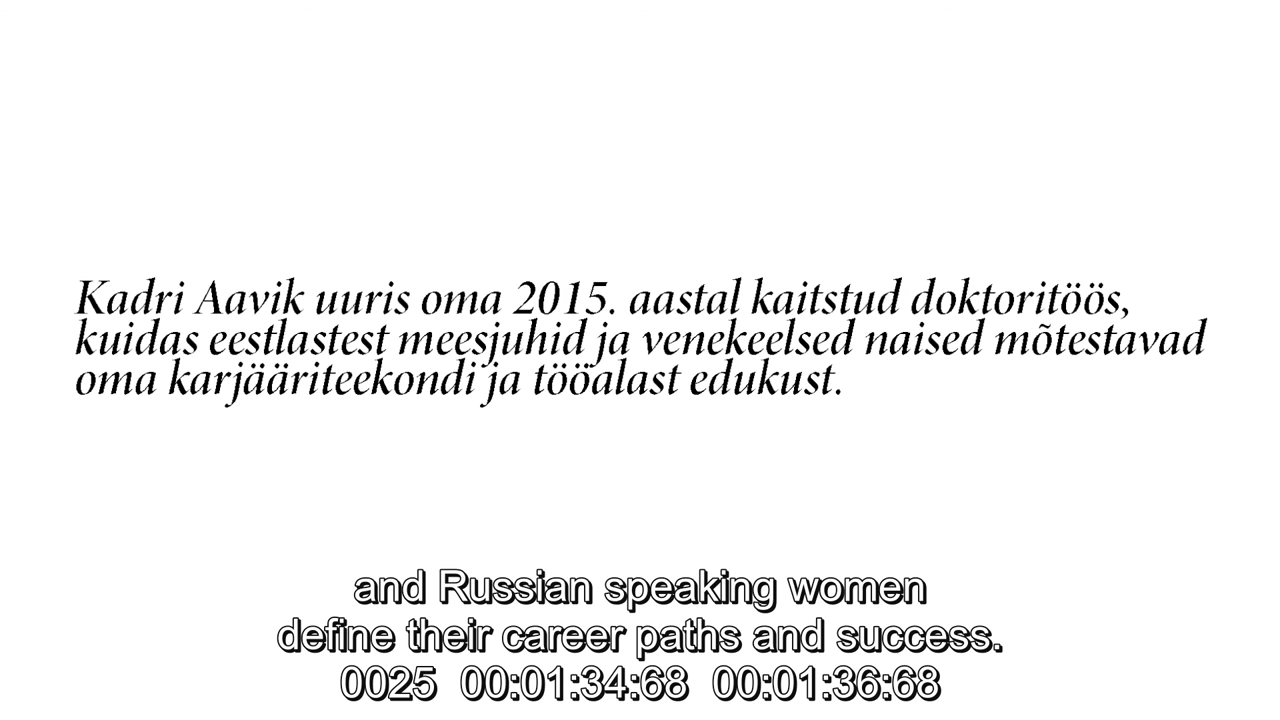 Kadri Aavik uuris oma 2015. aastal kaitstud doktoritöös,
kuidas eestlastest meesjuhid ja venekeelsed naised mõtestavad
oma karjääriteekondi ja tööalast edukust.
and Russian speaking women
define their career paths and success.
0025 00:01:34:68 00:01:36:68